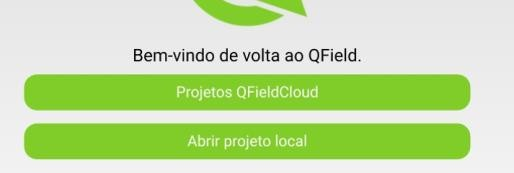 Bem-vindo de volta ao QField.
Projetos QFieldCloud
Abrir projeto local